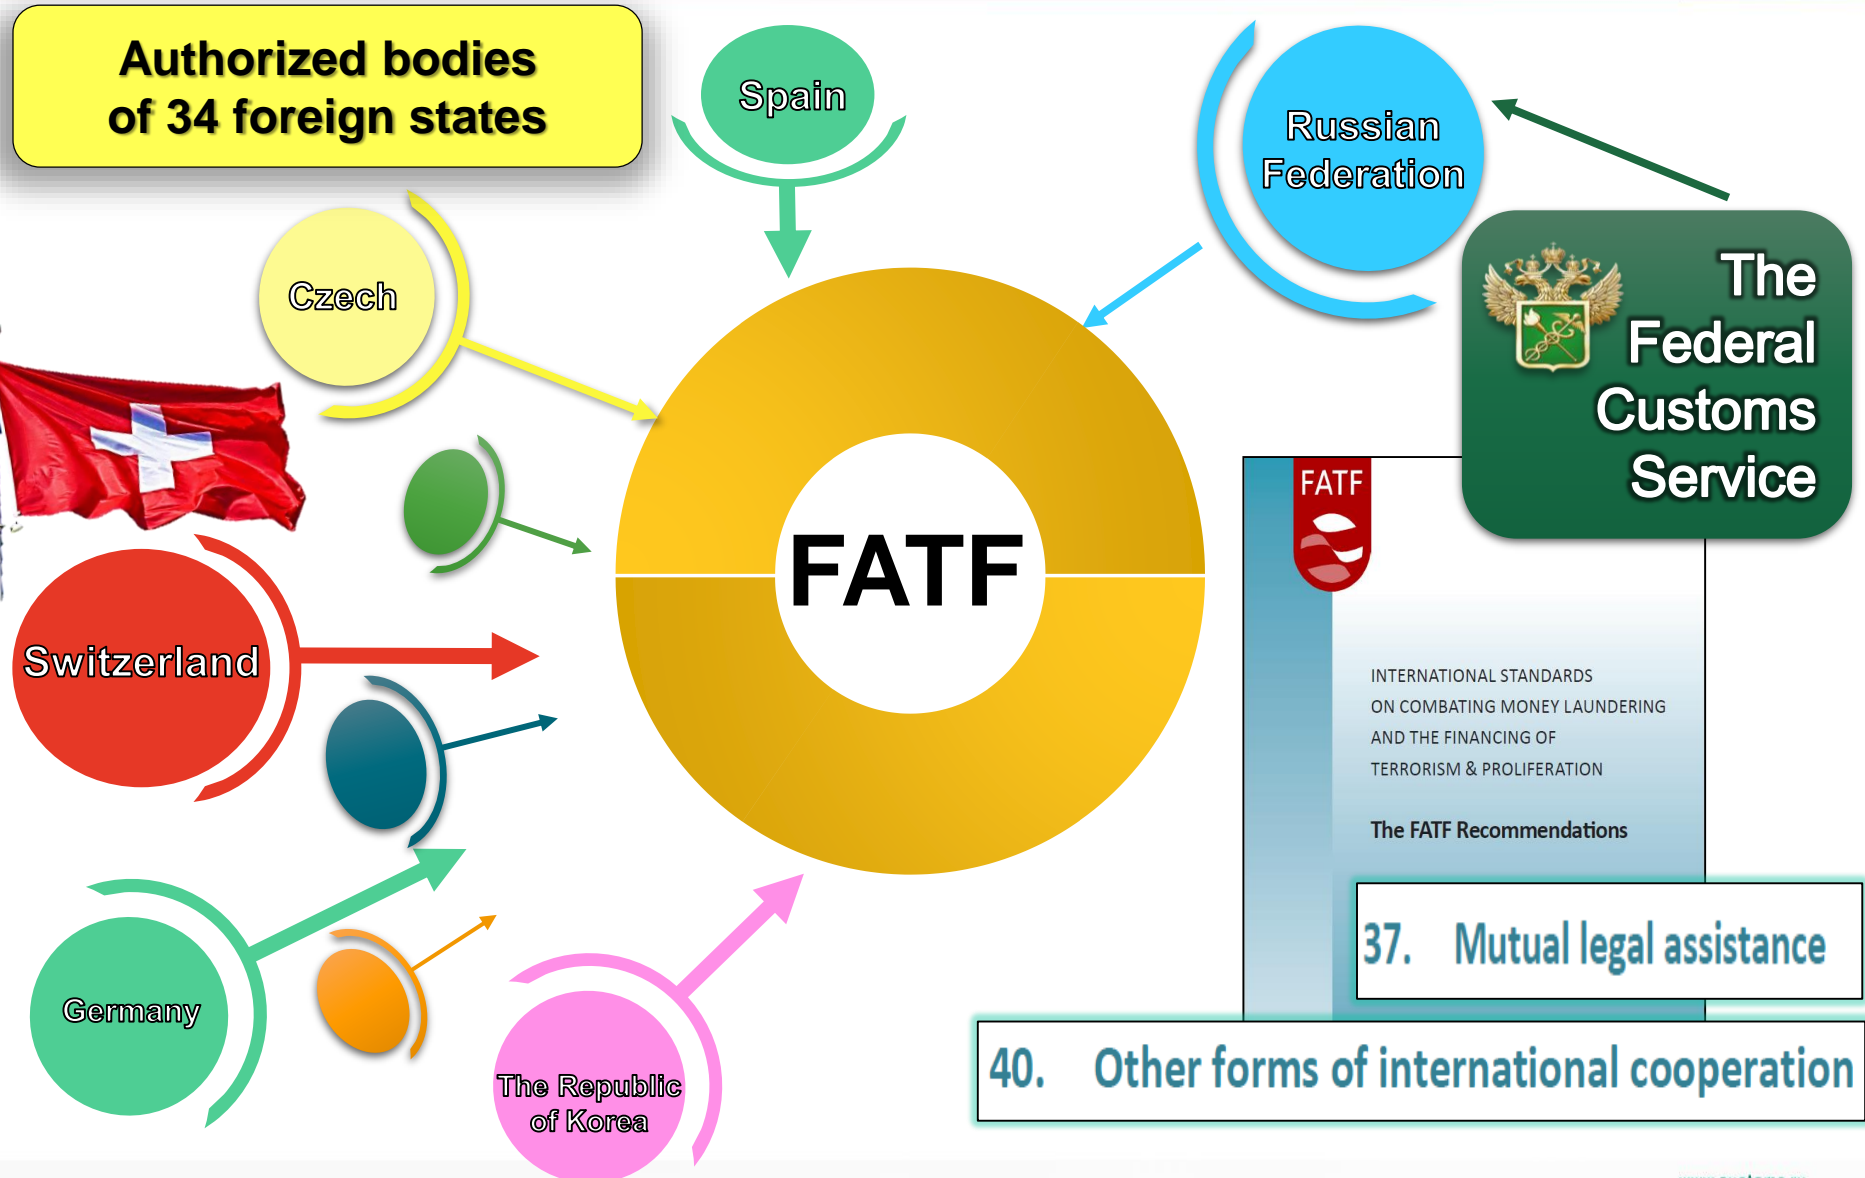 Authorized bodies
of 34 foreign states
Spain
Russian
Federation
Czech
The
Federal
Customs
Service
FATF
FATF
Switzerland
INTERNATIONAL STANDARDS
ON COMBATING MONEY LAUNDERING
AND THE FINANCING OF
TERRORISM & PROLIFERATION
The FATF Recommendations
37. Mutual legal assistance
Germany
The Republic
of Korea
40. Other forms of international cooperation